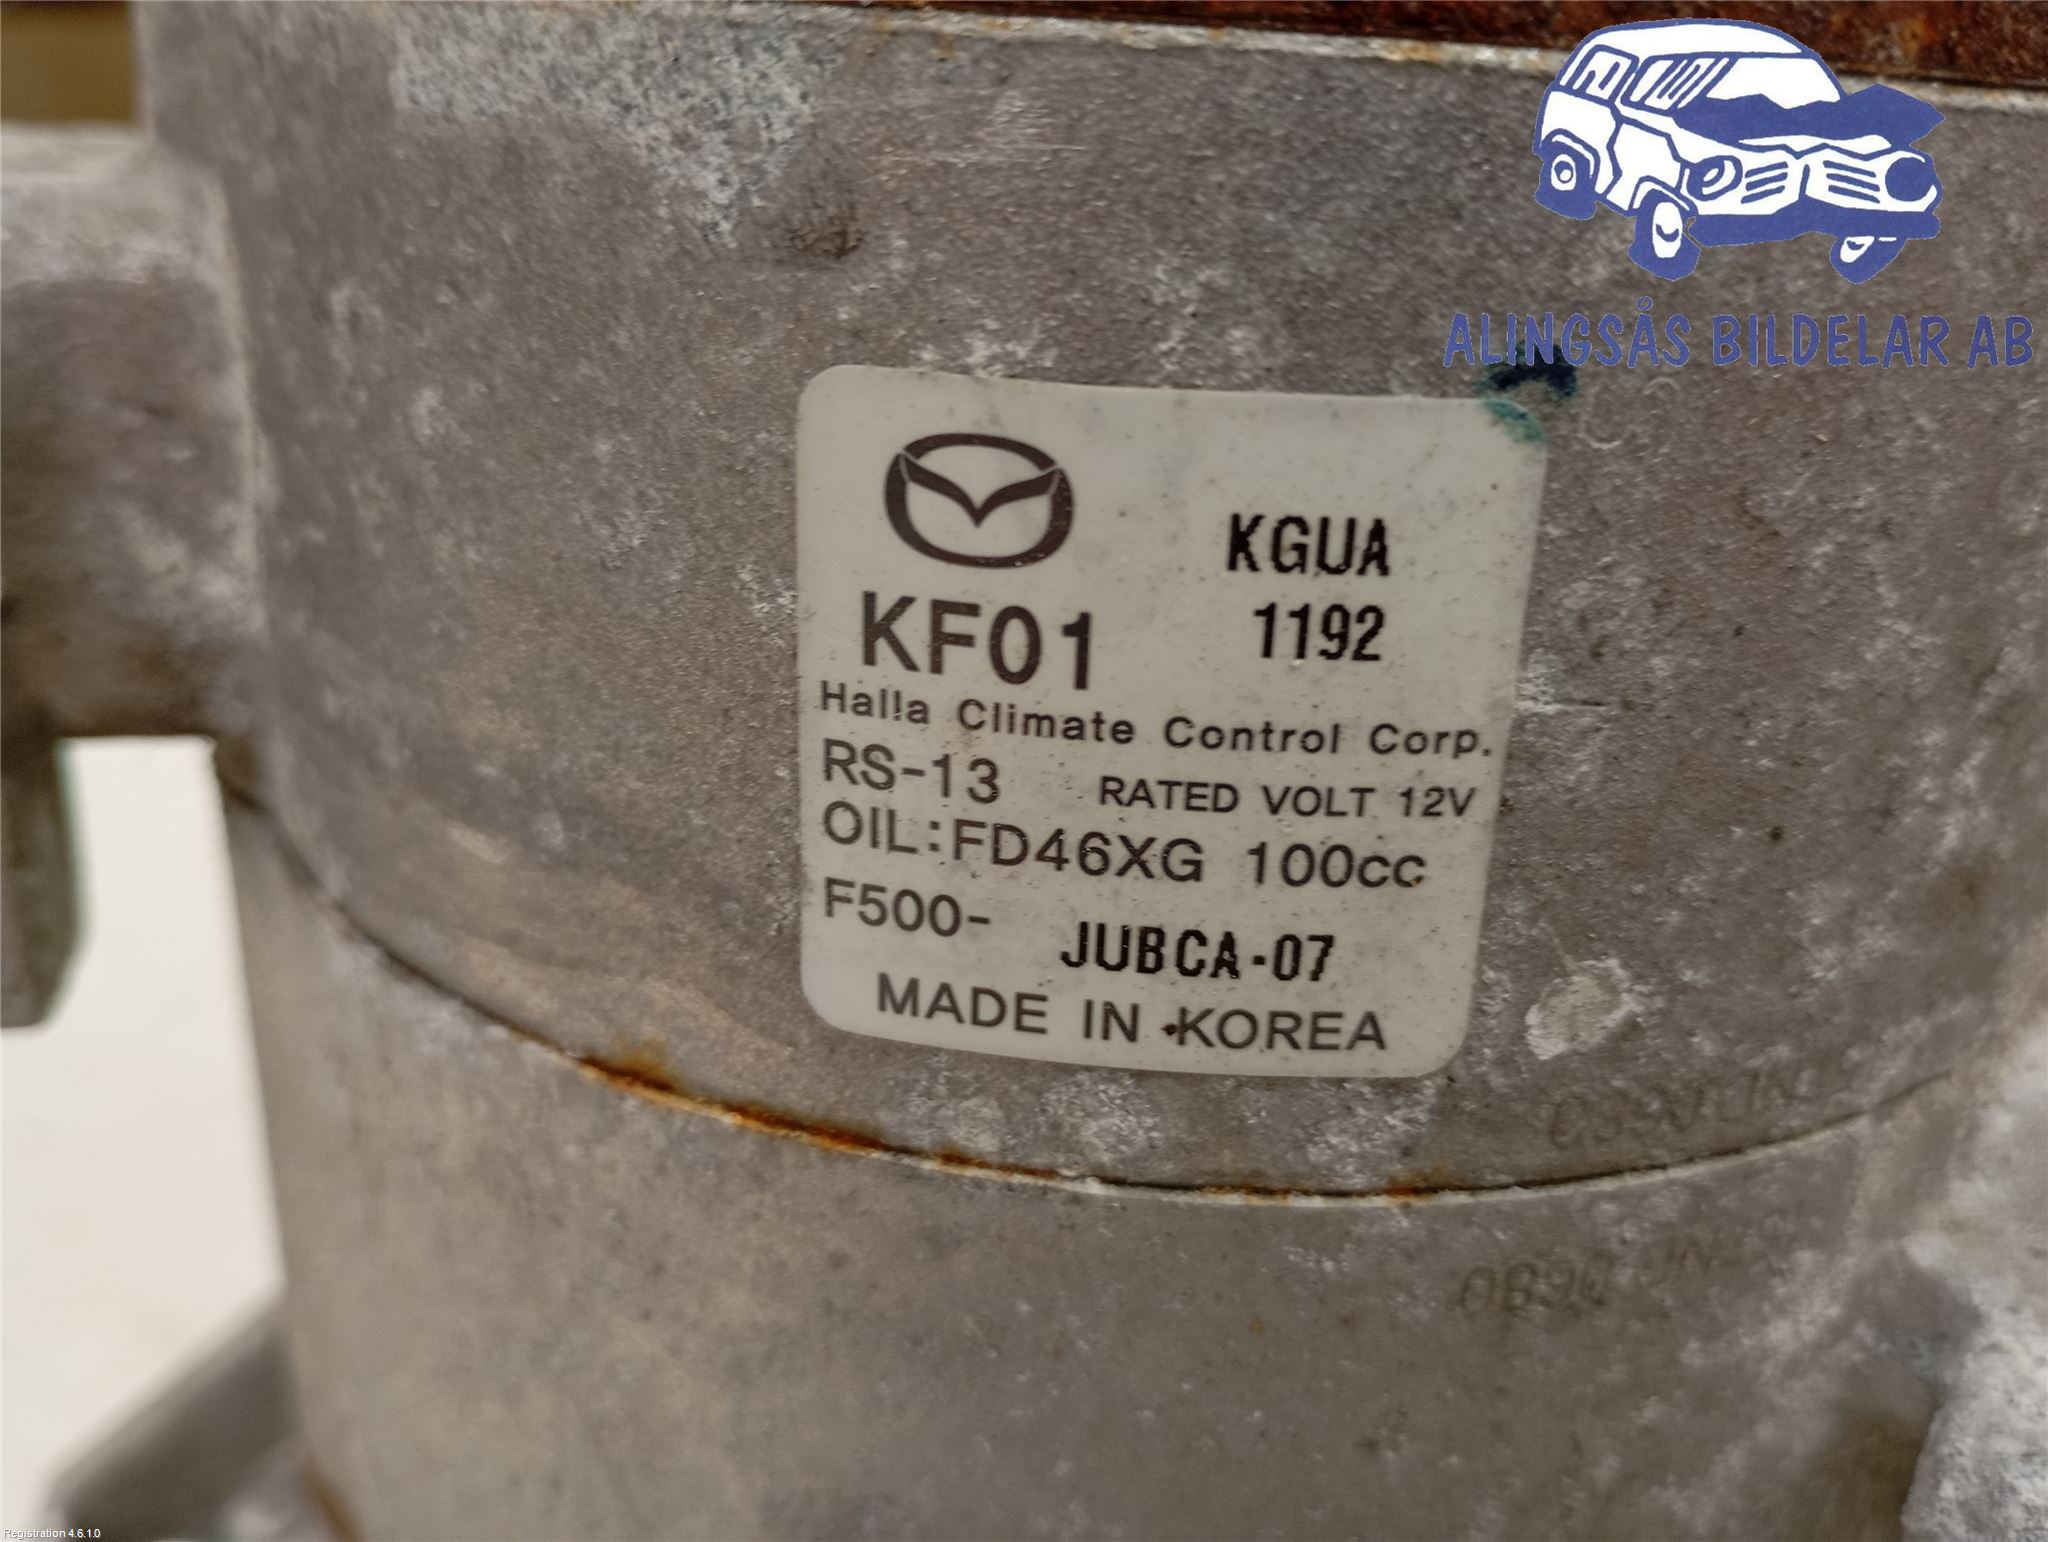 ALINGSÅS BILDELAR AB
KGUA
KF01 1192
Halla Climate Control Corp.
RS-13 RATED VOLT 12V
OIL:FD46XG 100cc
F500- JUBCA-07
MADE IN KOREA
Registration 4.6.1.0